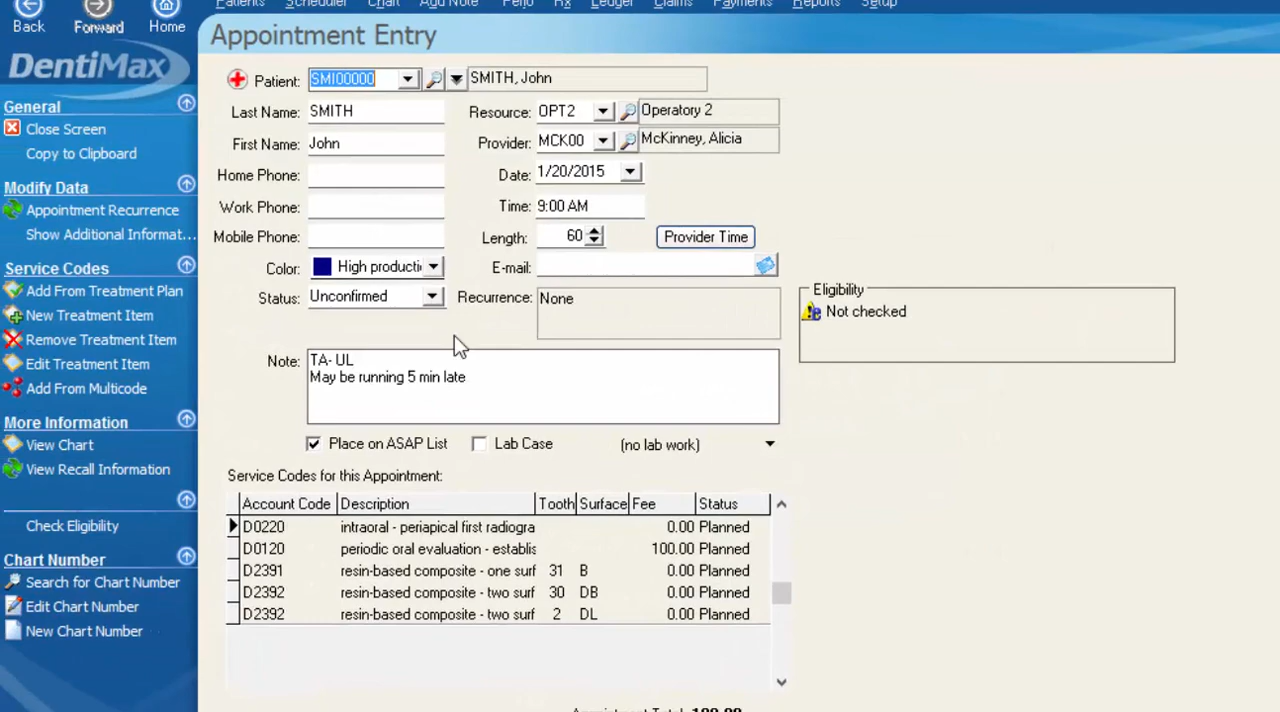 Patients Scheduler Chart Add Note Perio Rx Ledger Claims Payments Reports Setup
Back Forward Home
Appointment Entry
DentiMax
General
Close Screen
Copy to Clipboard
Modify Data
Appointment Recurrence
Show Additional Informat...
Service Codes
Add From Treatment Plan
New Treatment Item
Remove Treatment Item
Edit Treatment Item
Add From Multicode
More Information
View Chart
View Recall Information
Check Eligibility
Chart Number
Search for Chart Number
Edit Chart Number
New Chart Number
Patient: SMI00000 SMITH, John
Last Name: SMITH Resource: OPT2 Operatory 2
First Name: John Provider: MCK00 McKinney, Alicia
Home Phone: Date: 1/20/2015
Work Phone: Time: 9:00 AM
Mobile Phone: Length: 60 Provider Time
Color: High producti E-mail:
Status: Unconfirmed Recurrence: None
Eligibility
Not checked
Note: TA- UL
May be running 5 min late
Place on ASAP List Lab Case (no lab work)
Service Codes for this Appointment:
Account Code Description Tooth Surface Fee Status
D0220 intraoral - periapical first radiogra 0.00 Planned
D0120 periodic oral evaluation - establis 100.00 Planned
D2391 resin-based composite - one surf 31 B 0.00 Planned
D2392 resin-based composite - two surf 30 DB 0.00 Planned
D2392 resin-based composite - two surf 2 DL 0.00 Planned
Appointment Total: 100.00